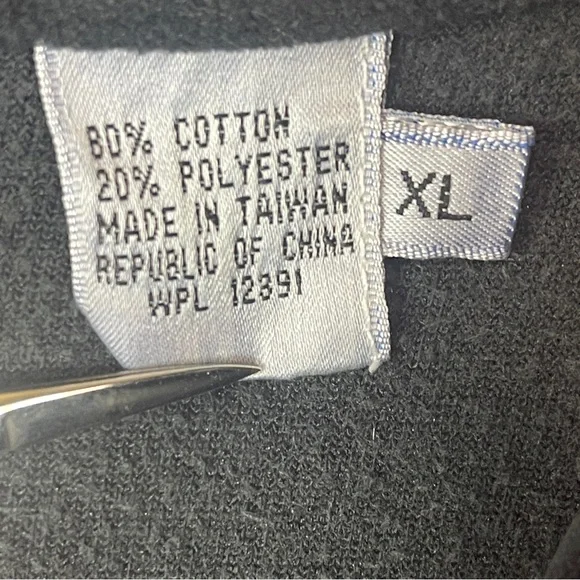 80% COTTON
20% POLYESTER
MADE IN TAIWAN
REPUBLIC OF CHINA
WPL 12391
XL